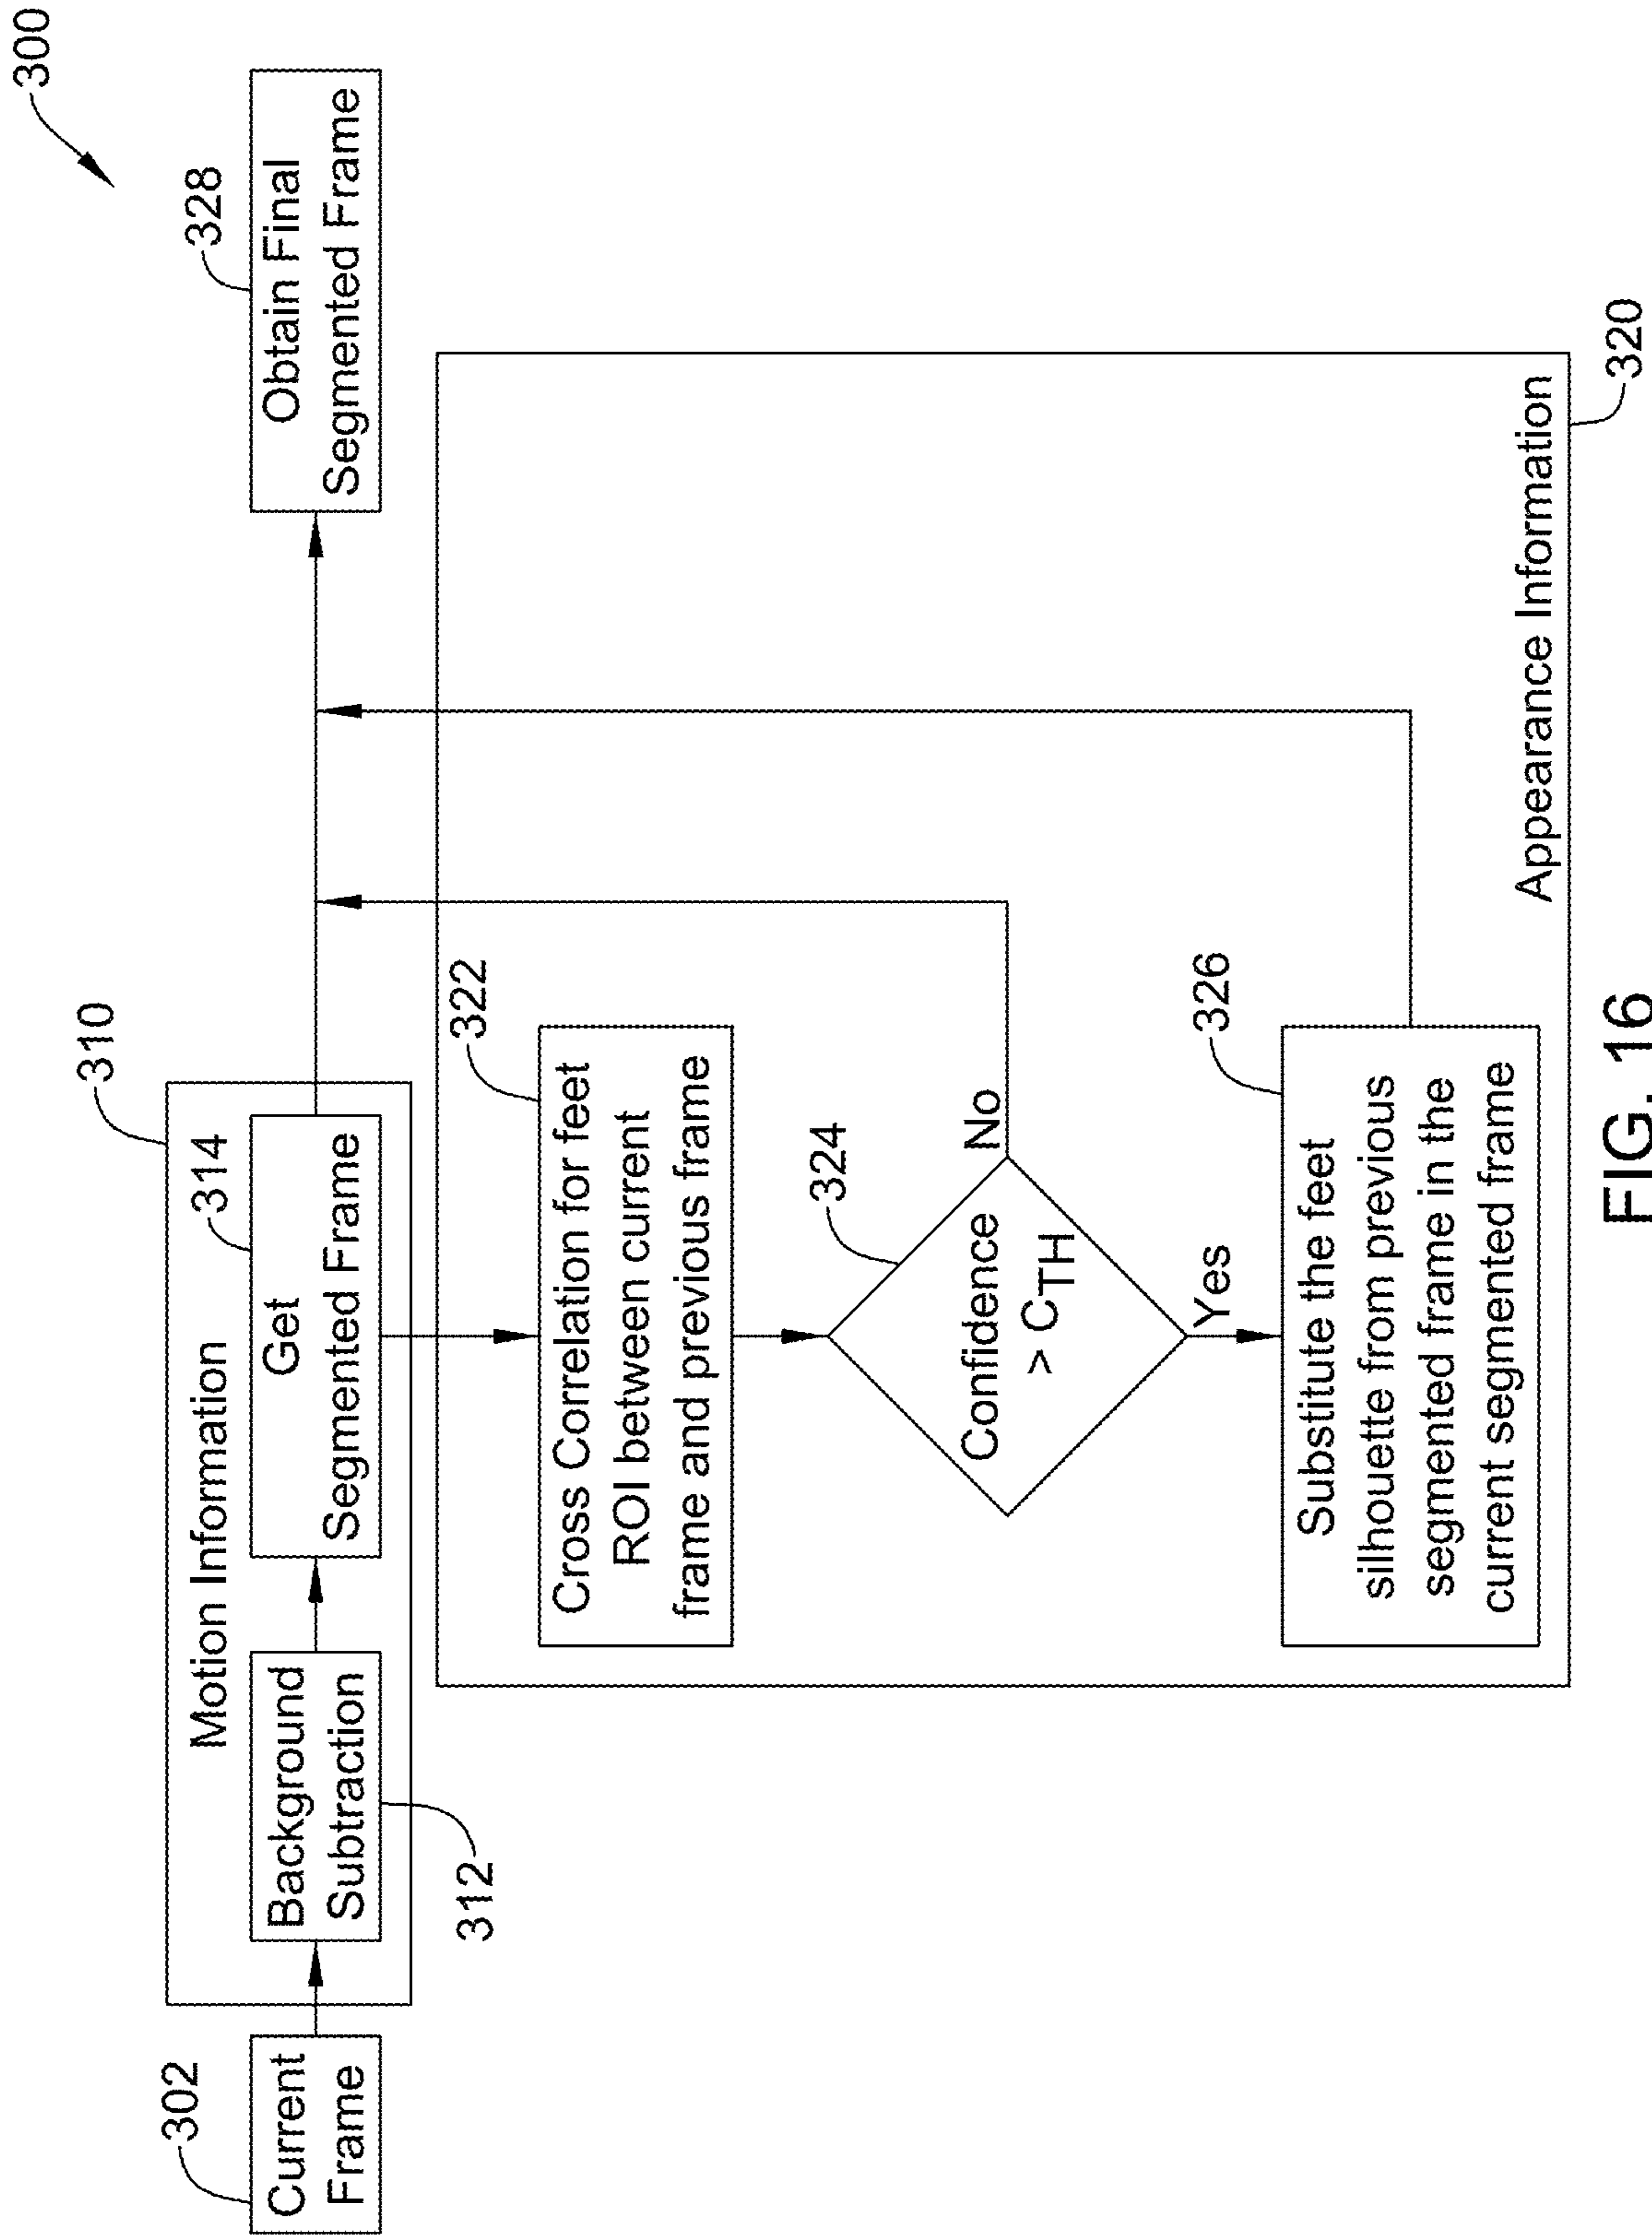 300
302
Current
Frame
310
Motion Information
Background
Subtraction
312
314
Get
Segmented Frame
328
Obtain Final
Segmented Frame
322
Cross Correlation for feet
ROI between current
frame and previous frame
324
Confidence
> CTH
No
Yes
326
Substitute the feet
silhouette from previous
segmented frame in the
current segmented frame
Appearance Information
320
FIG. 16